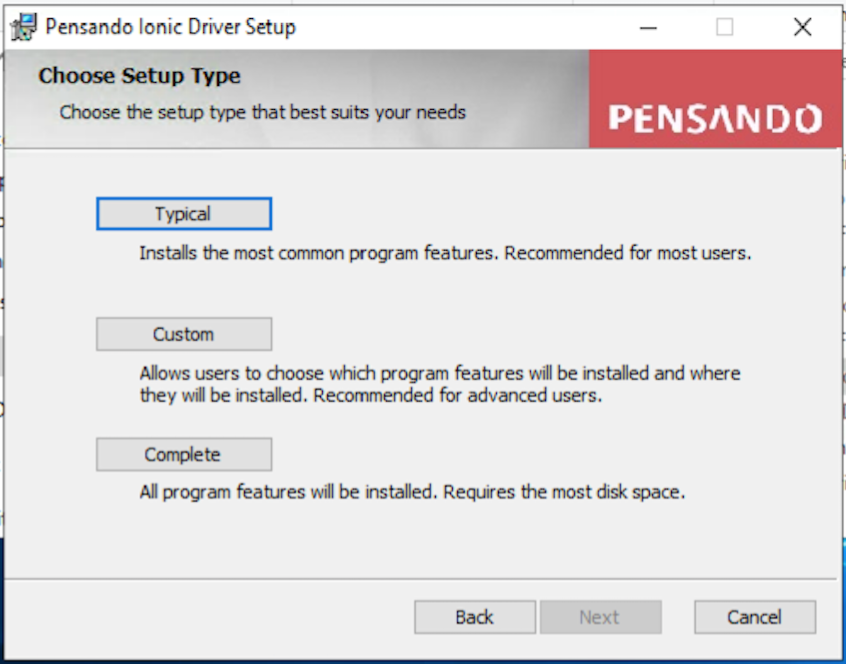 Pensando Ionic Driver Setup
Choose Setup Type
Choose the setup type that best suits your needs
PENSANDO
Typical
Installs the most common program features. Recommended for most users.
Custom
Allows users to choose which program features will be installed and where
they will be installed. Recommended for advanced users.
Complete
All program features will be installed. Requires the most disk space.
Back
Next
Cancel